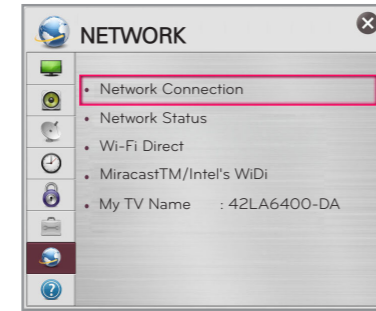 NETWORK
• Network Connection
• Network Status
• Wi-Fi Direct
• MiracastTM/Intel's WiDi
• My TV Name : 42LA6400-DA